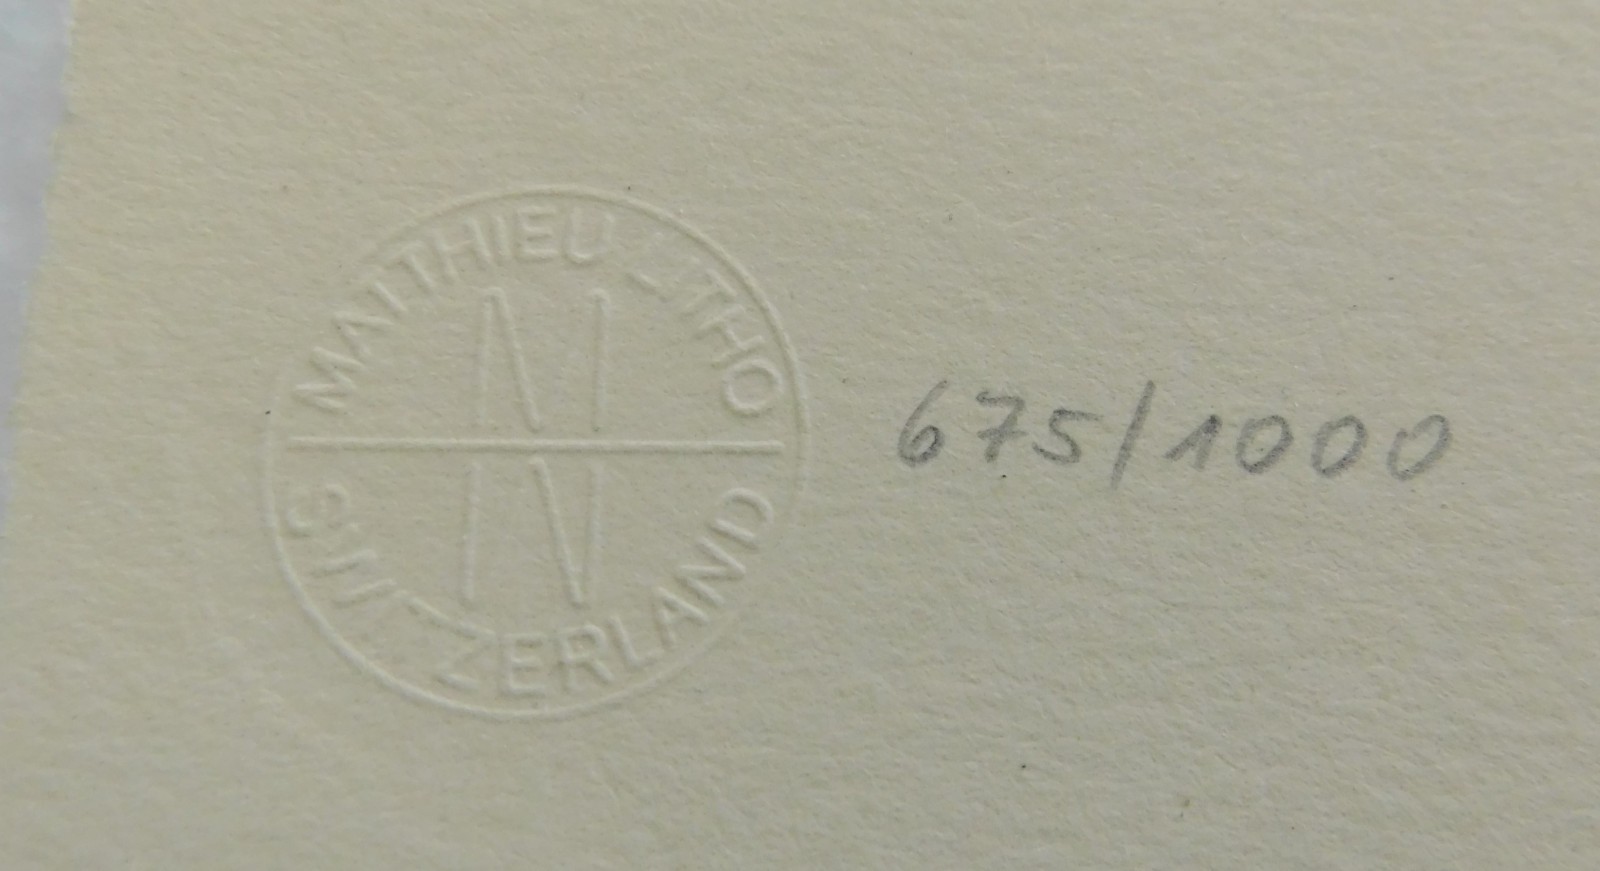 MATTHIEU LITHO
SWITZERLAND
675/1000